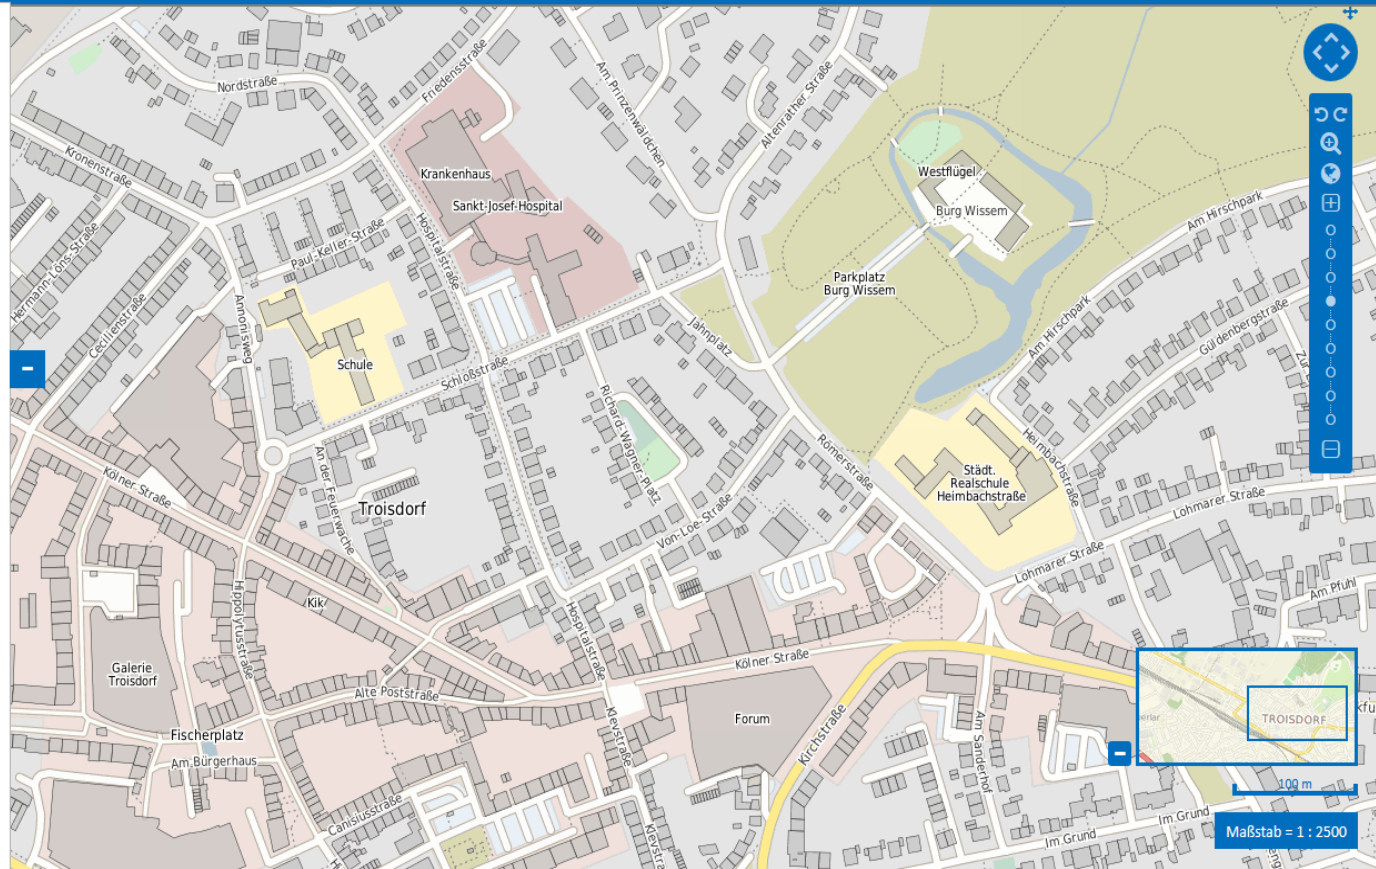 Nordstraße
Friedensstraße
Am Prinzenwäldchen
Altenrather Straße
Kronenstraße
Krankenhaus
Sankt-Josef-Hospital
Westflügel
Burg Wissem
Am Hirschpark
Hermann-Löns-Straße
Paul-Keller-Straße
Hospitalstraße
Parkplatz
Burg Wissem
Cecilienstraße
Annonisweg
Jahnplatz
Am Hirschpark
Güldenbergstraße
Schule
Schloßstraße
Richard-Wagner-Platz
Römerstraße
Heimbachstraße
Kölner Straße
An der Feuerwache
Troisdorf
Städt.
Realschule
Heimbachstraße
Lohmarer Straße
Von-Loe-Straße
Lohmarer Straße
Am Pfuhl
Hippolytusstraße
Kik
Hospitalstraße
Kölner Straße
Galerie
Troisdorf
Alte Poststraße
Forum
Kirchstraße
Klevstraße
Am Sanderhof
TROISDORF
Fischerplatz
Am Bürgerhaus
100 m
Canisiusstraße
Im Grund
Im Grund
Maßstab = 1 : 2500